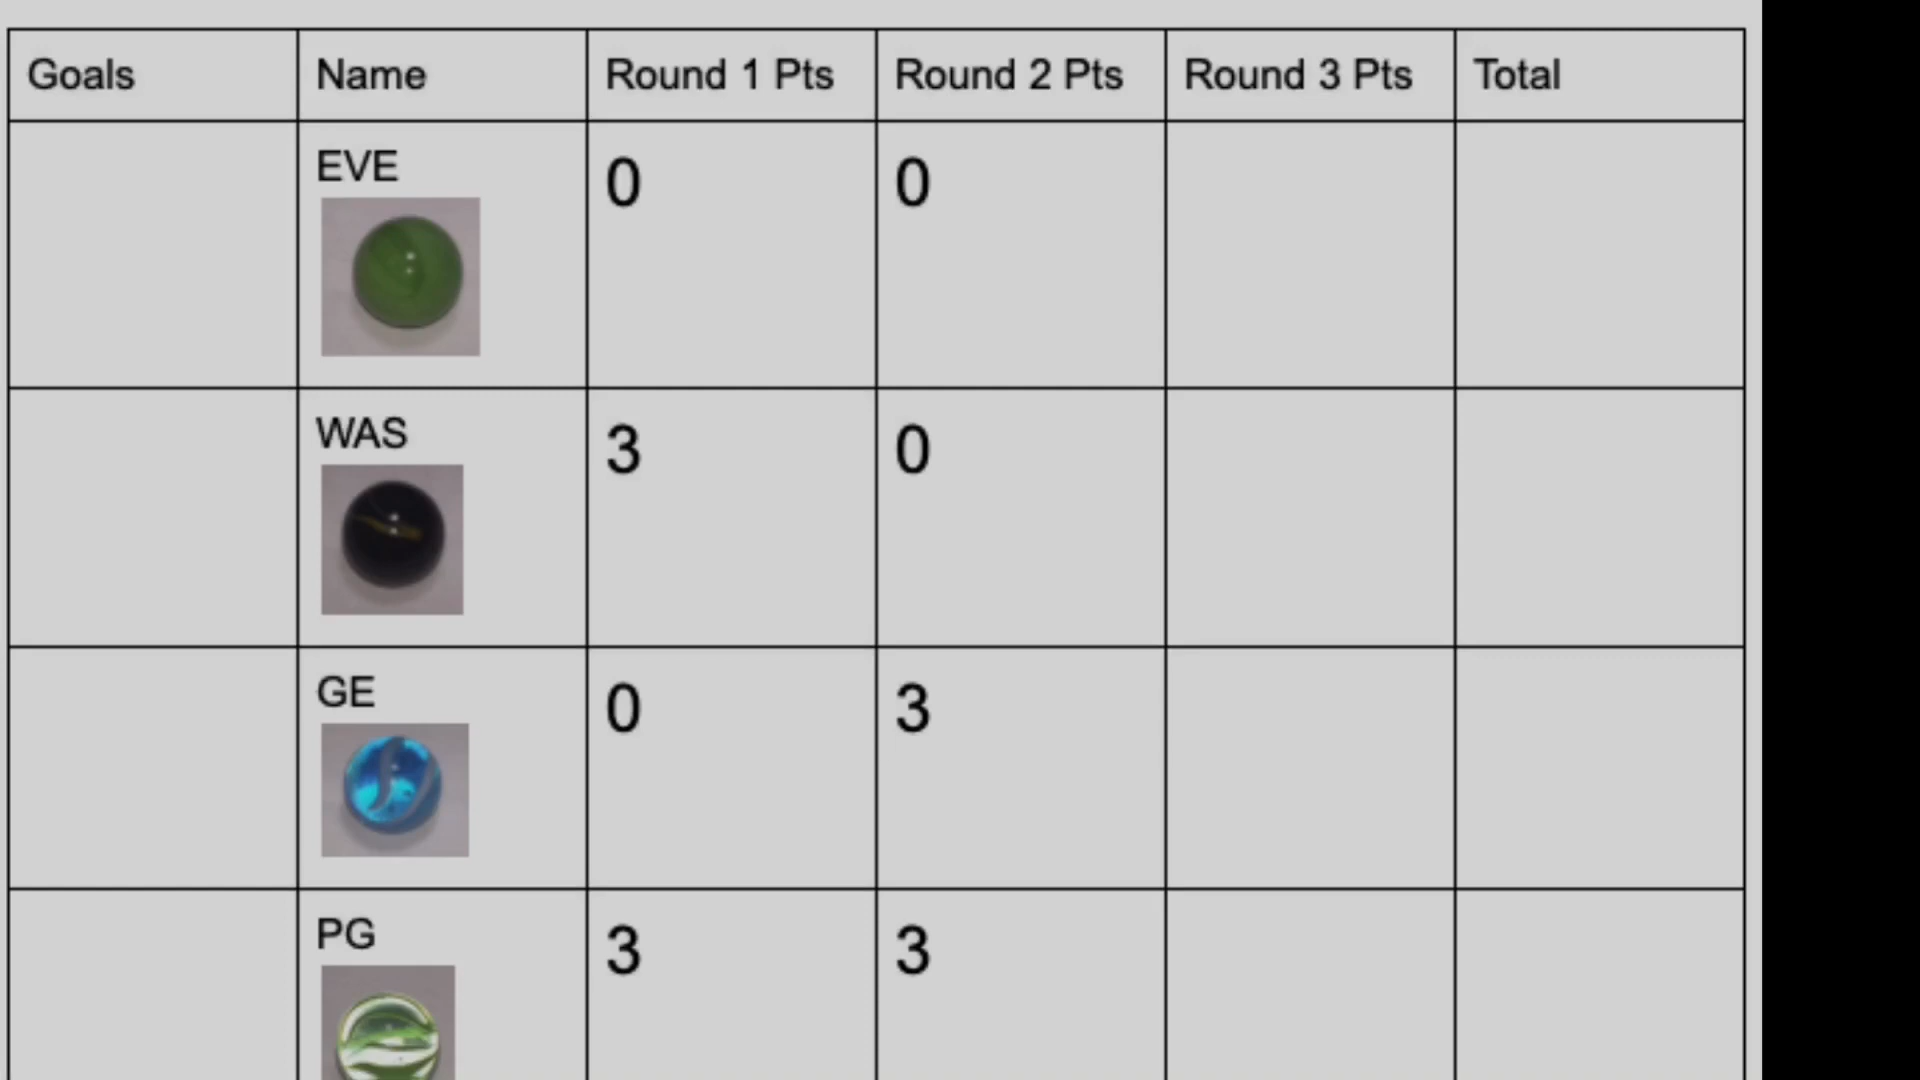 Goals Name Round 1 Pts Round 2 Pts Round 3 Pts Total
EVE 0 0
WAS 3 0
GE 0 3
PG 3 3